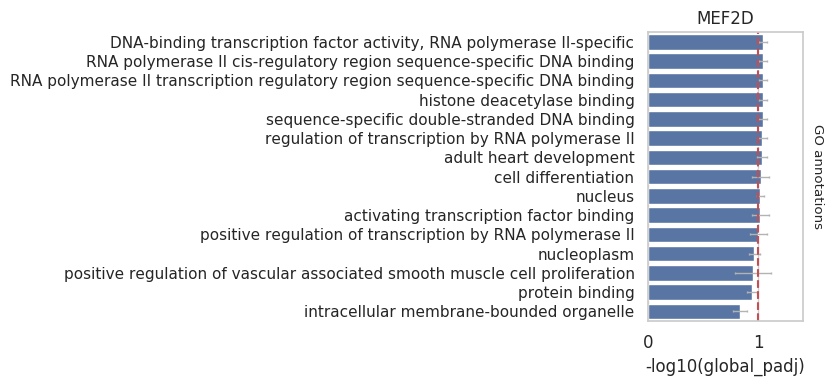 MEF2D
DNA-binding transcription factor activity, RNA polymerase II-specific
RNA polymerase II cis-regulatory region sequence-specific DNA binding
RNA polymerase II transcription regulatory region sequence-specific DNA binding
histone deacetylase binding
sequence-specific double-stranded DNA binding
regulation of transcription by RNA polymerase II
adult heart development
cell differentiation
nucleus
activating transcription factor binding
positive regulation of transcription by RNA polymerase II
nucleoplasm
positive regulation of vascular associated smooth muscle cell proliferation
protein binding
intracellular membrane-bounded organelle
GO annotations
0 1
-log10(global_padj)